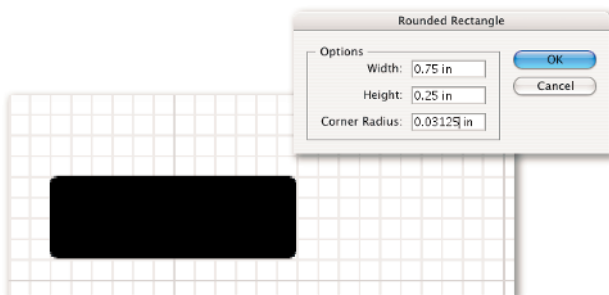 Rounded Rectangle
Options
Width: 0.75 in
OK
Height: 0.25 in
Cancel
Corner Radius: 0.03125 in